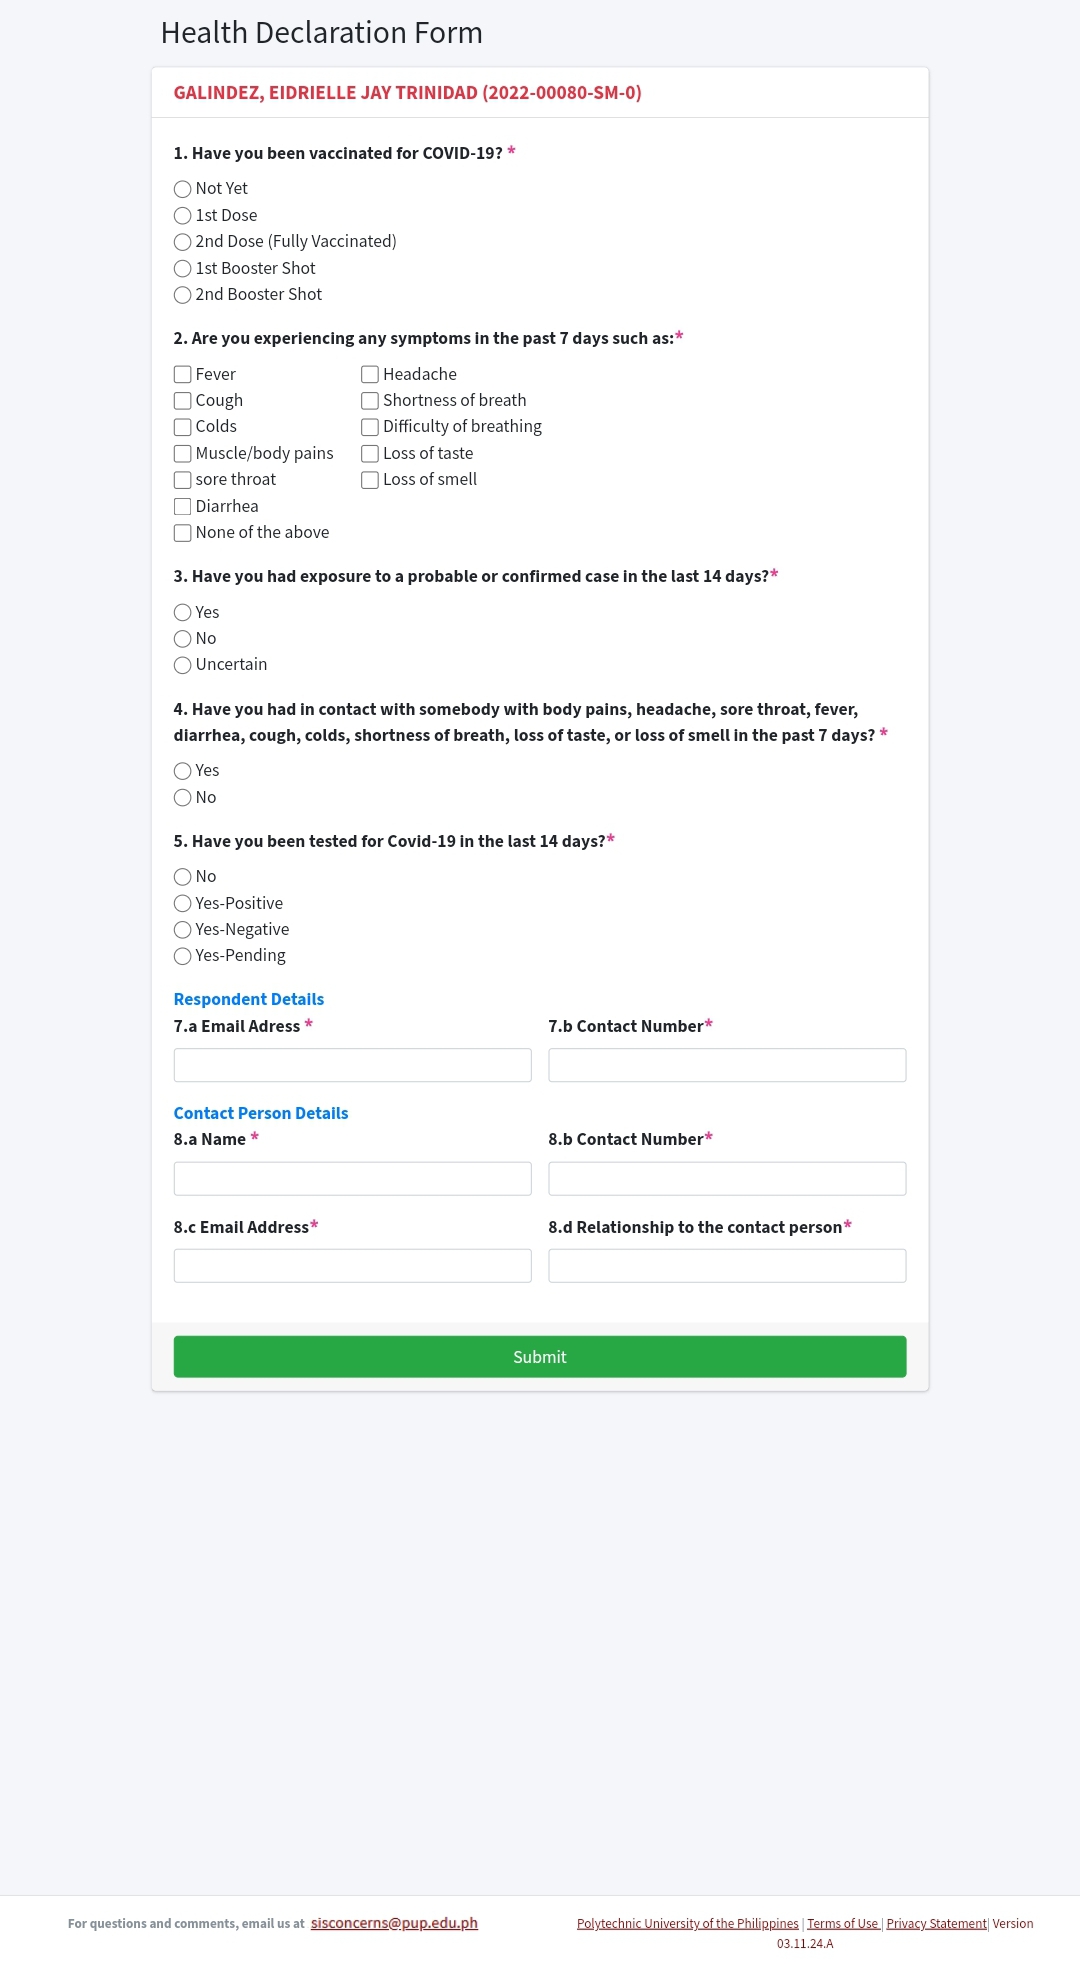 Health Declaration Form
GALINDEZ, EIDRIELLE JAY TRINIDAD (2022-00080-SM-0)
1. Have you been vaccinated for COVID-19? *
Not Yet
1st Dose
2nd Dose (Fully Vaccinated)
1st Booster Shot
2nd Booster Shot
2. Are you experiencing any symptoms in the past 7 days such as:*
Fever
Cough
Colds
Muscle/body pains
sore throat
Diarrhea
None of the above
Headache
Shortness of breath
Difficulty of breathing
Loss of taste
Loss of smell
3. Have you had exposure to a probable or confirmed case in the last 14 days?*
Yes
No
Uncertain
4. Have you had in contact with somebody with body pains, headache, sore throat, fever,
diarrhea, cough, colds, shortness of breath, loss of taste, or loss of smell in the past 7 days? *
Yes
No
5. Have you been tested for Covid-19 in the last 14 days?*
No
Yes-Positive
Yes-Negative
Yes-Pending
Respondent Details
7.a Email Adress *
7.b Contact Number*
Contact Person Details
8.a Name *
8.b Contact Number*
8.c Email Address*
8.d Relationship to the contact person*
Submit
For questions and comments, email us at sisconcerns@pup.edu.ph
Polytechnic University of the Philippines | Terms of Use | Privacy Statement| Version
03.11.24.A